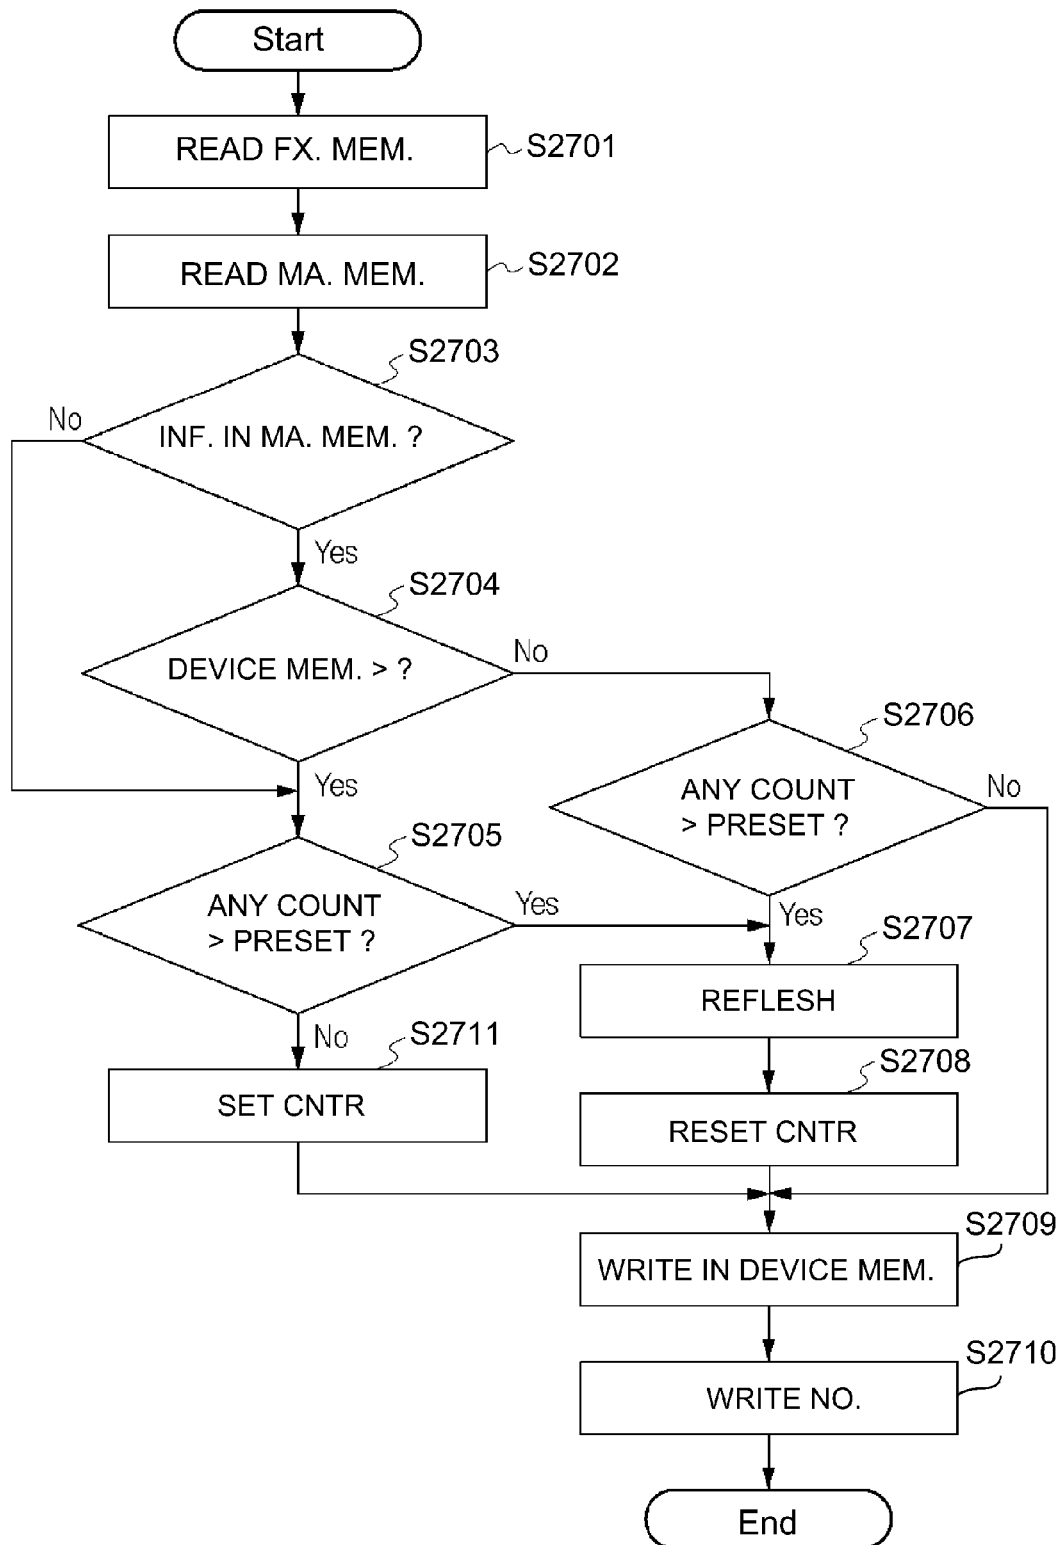 Start
READ FX. MEM.
S2701
READ MA. MEM.
S2702
S2703
No
INF. IN MA. MEM. ?
Yes
S2704
DEVICE MEM. > ?
No
S2706
Yes
ANY COUNT
> PRESET ?
No
S2705
ANY COUNT
> PRESET ?
Yes
Yes
S2707
REFLESH
No
S2711
SET CNTR
S2708
RESET CNTR
S2709
WRITE IN DEVICE MEM.
S2710
WRITE NO.
End